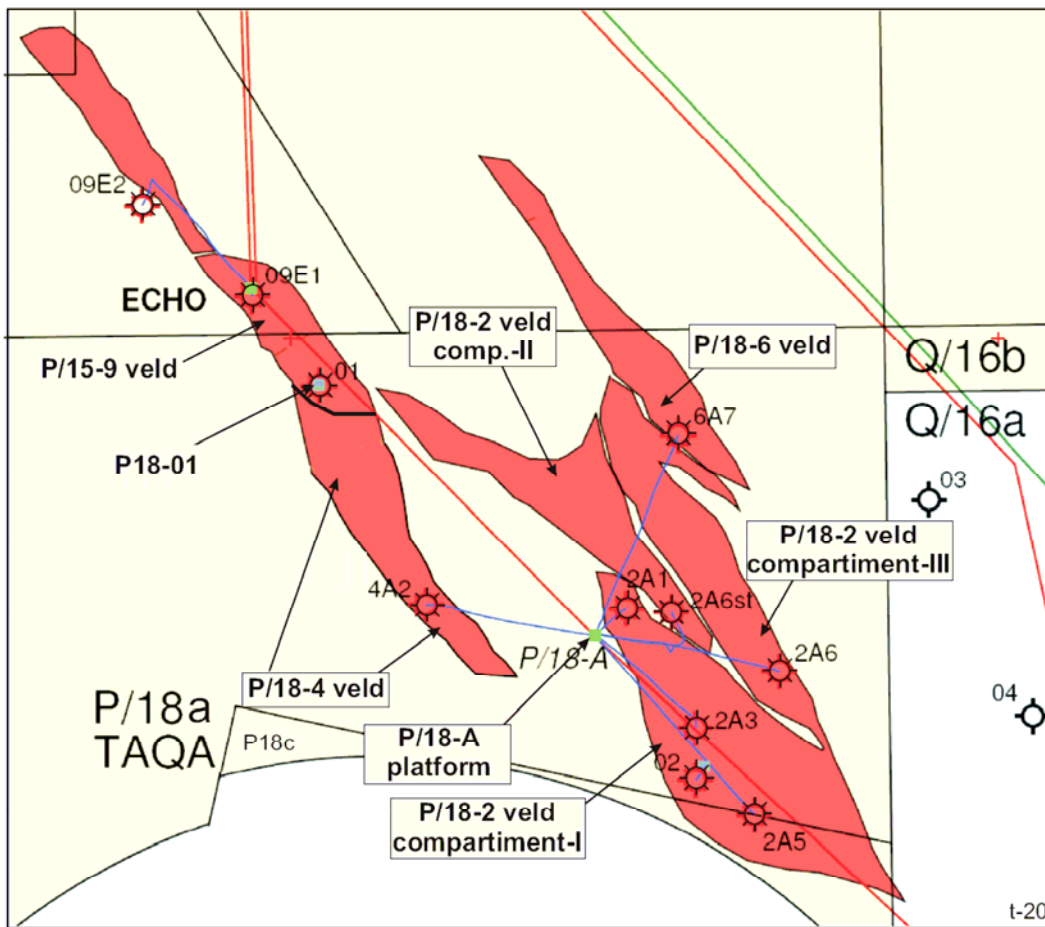 09E2
09E1
ECHO
P/18-2 veld
comp.-II
P/18-6 veld
Q/16b
P/15-9 veld
01
Q/16a
6A7
P18-01
03
P/18-2 veld
compartiment-III
4A2
2A1
2A6st
P/18-A
2A6
P/18-4 veld
P/18a
TAQA
P18c
P/18-A
platform
2A3
02
04
P/18-2 veld
compartiment-I
2A5
t-20